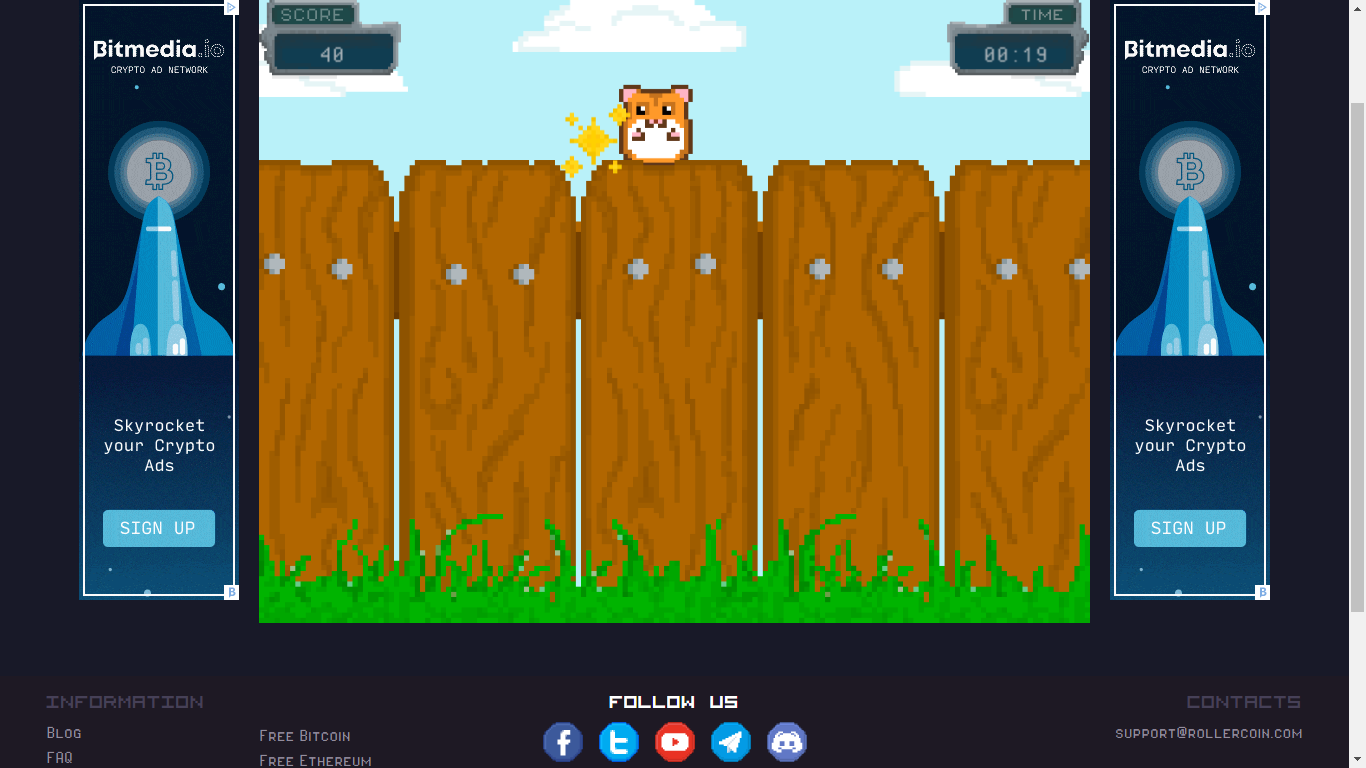 SCORE
40
TIME
00:19
Bitmedia.io
CRYPTO AD NETWORK
Skyrocket
your Crypto
Ads
SIGN UP
B
Bitmedia.io
CRYPTO AD NETWORK
Skyrocket
your Crypto
Ads
SIGN UP
B
INFORMATION
Blog
FAQ
Free Bitcoin
Free Ethereum
FOLLOW US
CONTACTS
support@rollercoin.com